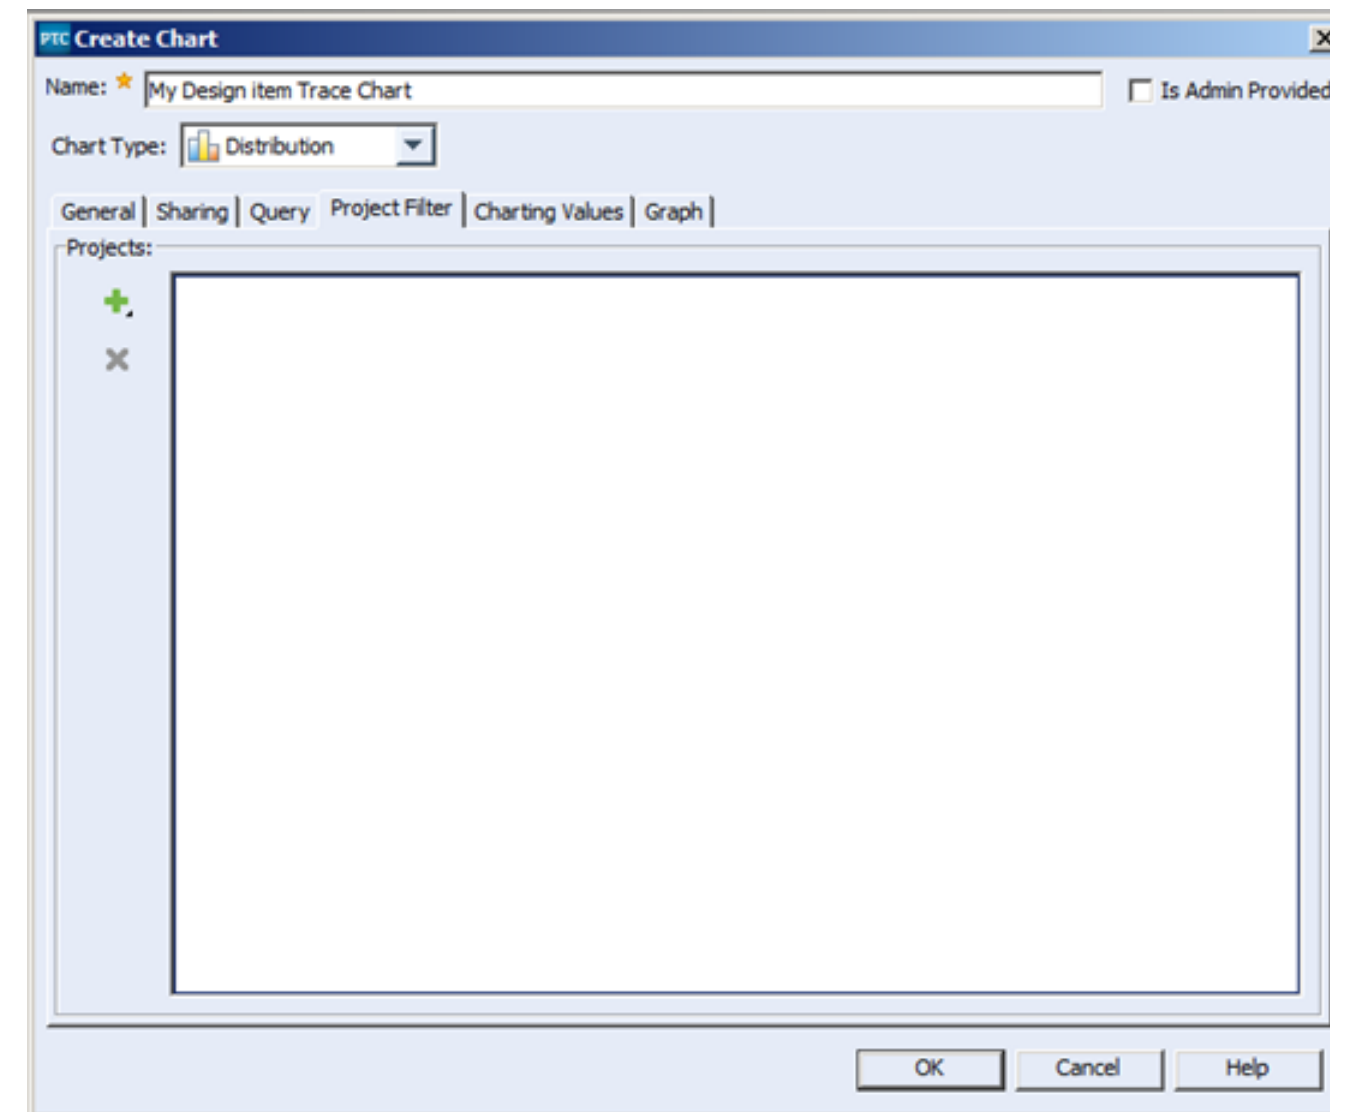 PTC Create Chart
Name: My Design item Trace Chart Is Admin Provided
Chart Type: Distribution
General Sharing Query Project Filter Charting Values Graph
Projects:
OK Cancel Help